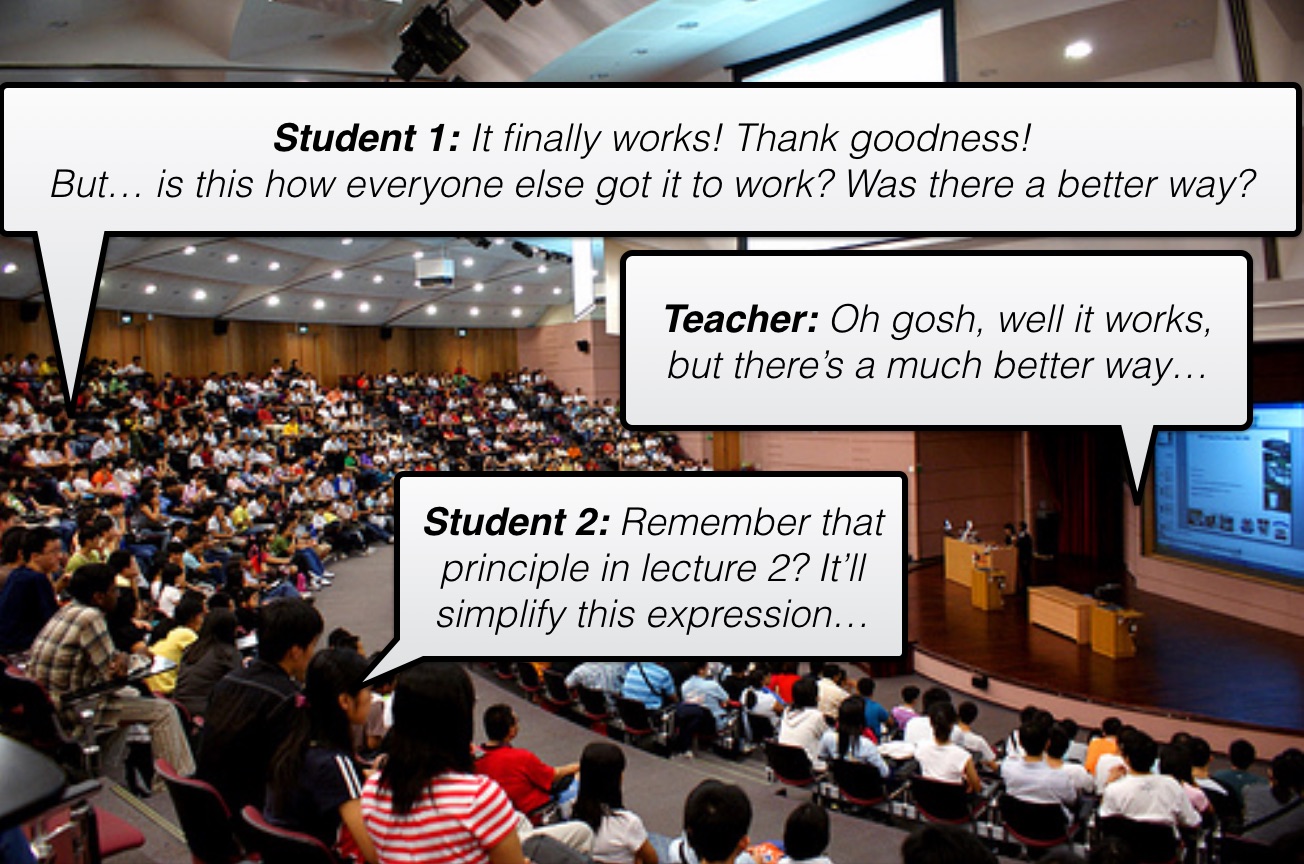 Student 1: It finally works! Thank goodness!
But… is this how everyone else got it to work? Was there a better way?
Teacher: Oh gosh, well it works,
but there’s a much better way…
Student 2: Remember that
principle in lecture 2? It’ll
simplify this expression…